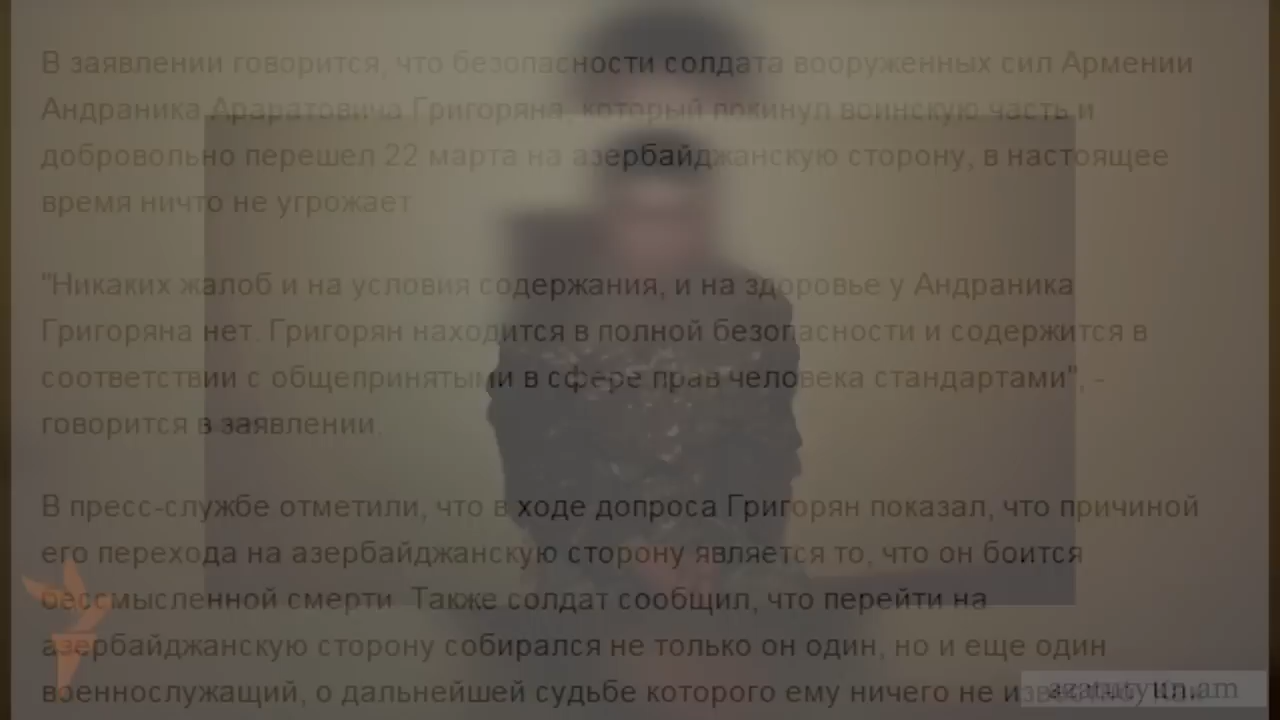 В заявлении говорится, что безопасности солдата вооруженных сил Армении
Андраника Араратовича Григоряна, который покинул воинскую часть и
добровольно перешел 22 марта на азербайджанскую сторону, в настоящее
время ничто не угрожает
"Никаких жалоб и на условия содержания, и на здоровье у Андраника
Григоряна нет. Григорян находится в полной безопасности и содержится в
соответствии с общепринятыми в сфере прав человека стандартами", -
говорится в заявлении
В пресс-службе отметили, что в ходе допроса Григорян показал, что причиной
его перехода на азербайджанскую сторону является то, что он боится
бессмысленной смерти. Также солдат сообщил, что перейти на
азербайджанскую сторону собирался не только он один, но и еще один
военнослужащий, о дальнейшей судьбе которого ему ничего не
azatutyun.am